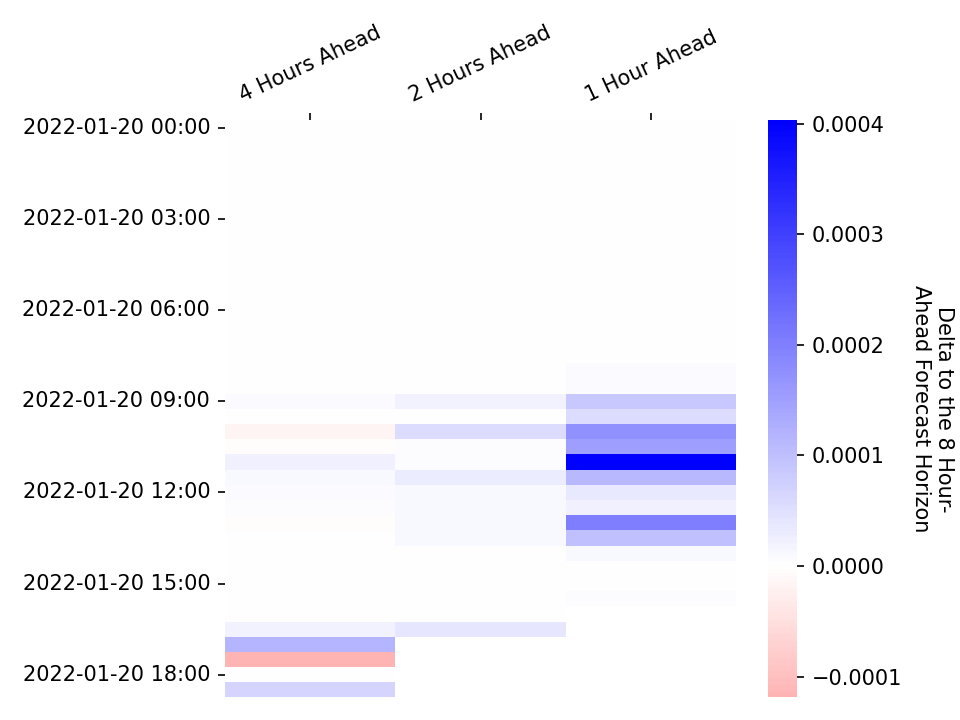 4 Hours Ahead
2 Hours Ahead
1 Hour Ahead
2022-01-20 00:00
2022-01-20 03:00
2022-01-20 06:00
2022-01-20 09:00
2022-01-20 12:00
2022-01-20 15:00
2022-01-20 18:00
0.0004
0.0003
0.0002
0.0001
0.0000
−0.0001
Delta to the 8 Hour-
Ahead Forecast Horizon